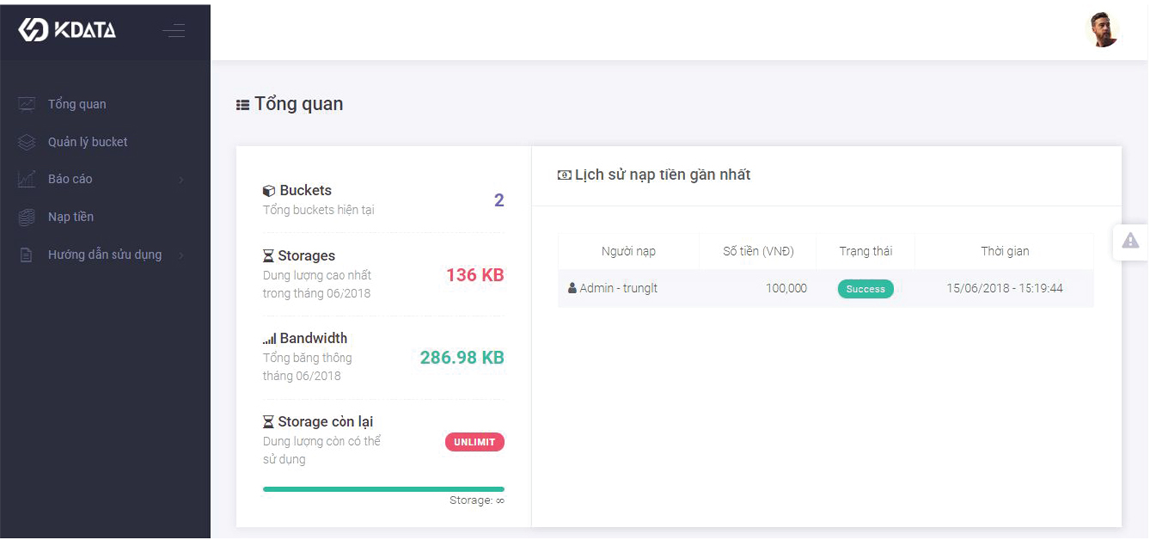 KDATA
Tổng quan
Quản lý bucket
Báo cáo
Nạp tiền
Hướng dẫn sửu dụng
Tổng quan
Buckets
Tổng buckets hiện tại
2
Storages
Dung lượng cao nhất
trong tháng 06/2018
136 KB
Bandwidth
Tổng băng thông
tháng 06/2018
286.98 KB
Storage còn lại
Dung lượng còn có thể
sử dụng
UNLIMIT
Storage: ∞
Lịch sử nạp tiền gần nhất
Người nạp Số tiền (VNĐ) Trạng thái Thời gian
Admin - trunglt 100,000 Success 15/06/2018 - 15:19:44